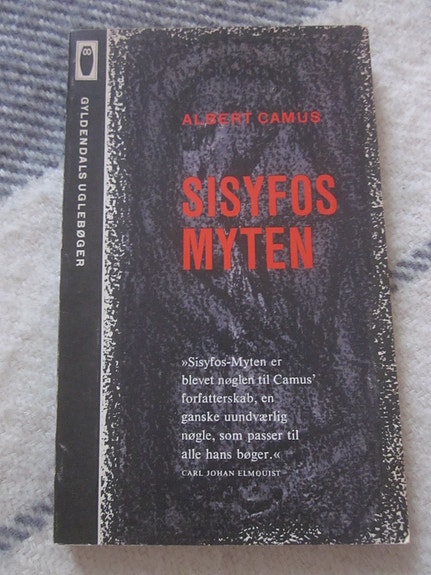 GYLDENDALS UGLEBØGER
ALBERT CAMUS
SISYFOS
MYTEN
»Sisyfos-Myten er
blevet nøglen til Camus'
forfatterskab, en
ganske uundværlig
nøgle, som passer til
alle hans bøger.«
CARL JOHAN ELMQUIST